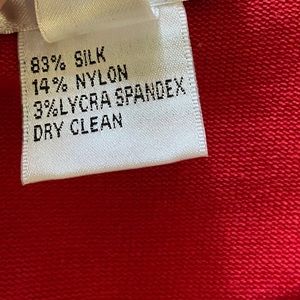 83% SILK
14% NYLON
3%LYCRA SPANDEX
DRY CLEAN